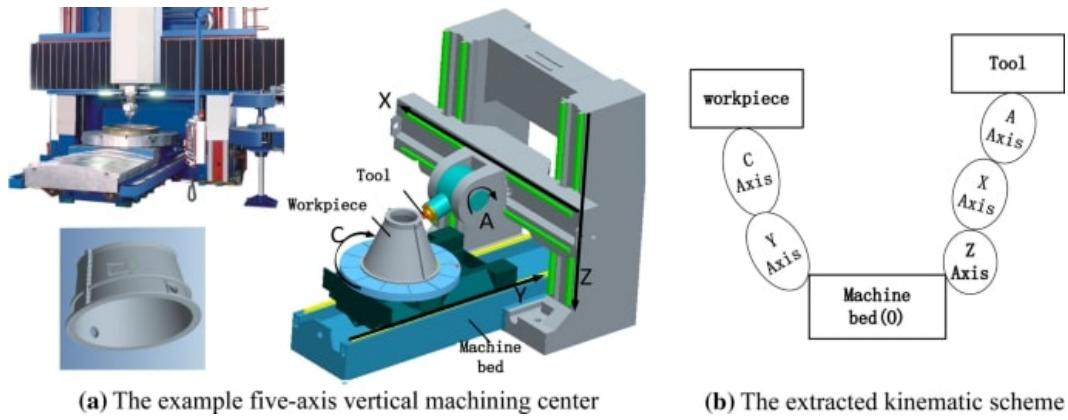 X
Tool
Workpiece
A
C
Z
Y
Machine
bed
Tool
workpiece
A
Axis
C
Axis
X
Axis
Y
Axis
Z
Axis
Machine
bed(0)
(a) The example five-axis vertical machining center
(b) The extracted kinematic scheme